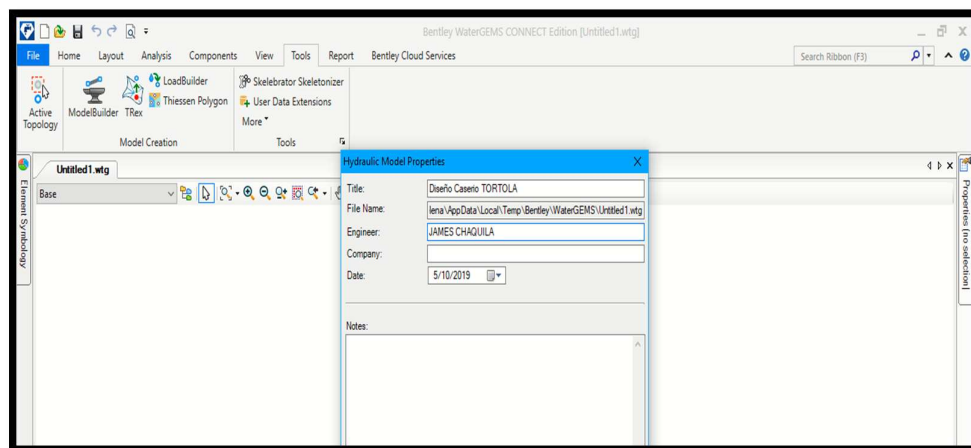 Bentley WaterGEMS CONNECT Edition [Untitled1.wtg]
File Home Layout Analysis Components View Tools Report Bentley Cloud Services Search Ribbon (F3)
Active Topology
ModelBuilder
TRex
LoadBuilder
Thiessen Polygon
Model Creation
Skelebrator Skeletonizer
User Data Extensions
More
Tools
Untitled1.wtg
Base
Element Symbology
Hydraulic Model Properties
Title: Diseño Caserio TORTOLA
File Name: lena\AppData\Local\Temp\Bentley\WaterGEMS\Untitled1.wtg
Engineer: JAMES CHAQUILA
Company:
Date: 5/10/2019
Notes:
Properties (no selection)